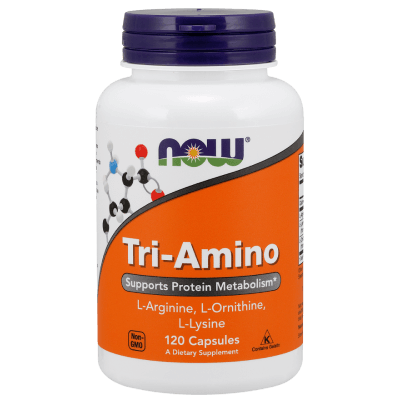 NOW
Tri-Amino
Supports Protein Metabolism*
L-Arginine, L-Ornithine,
L-Lysine
120 Capsules
A Dietary Supplement
Non-
GMO
K